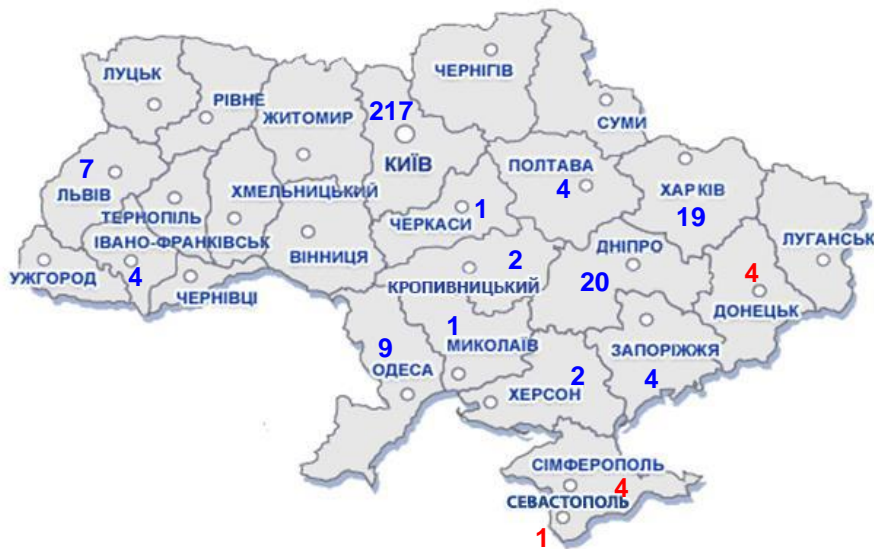 ЧЕРНІГІВ
ЛУЦЬК
РІВНЕ
217
ЖИТОМИР
СУМИ
КИЇВ
ПОЛТАВА
4
ХАРКІВ
19
7
ЛЬВІВ
ХМЕЛЬНИЦЬКИЙ
ТЕРНОПІЛЬ
1
ЧЕРКАСИ
ІВАНО-ФРАНКІВСЬК
4
ВІННИЦЯ
ДНІПРО
20
ЛУГАНСЬК
2
КРОПИВНИЦЬКИЙ
4
ДОНЕЦЬК
УЖГОРОД
ЧЕРНІВЦІ
1
МИКОЛАЇВ
ЗАПОРІЖЖЯ
4
9
ОДЕСА
2
ХЕРСОН
СІМФЕРОПОЛЬ
4
СЕВАСТОПОЛЬ
1